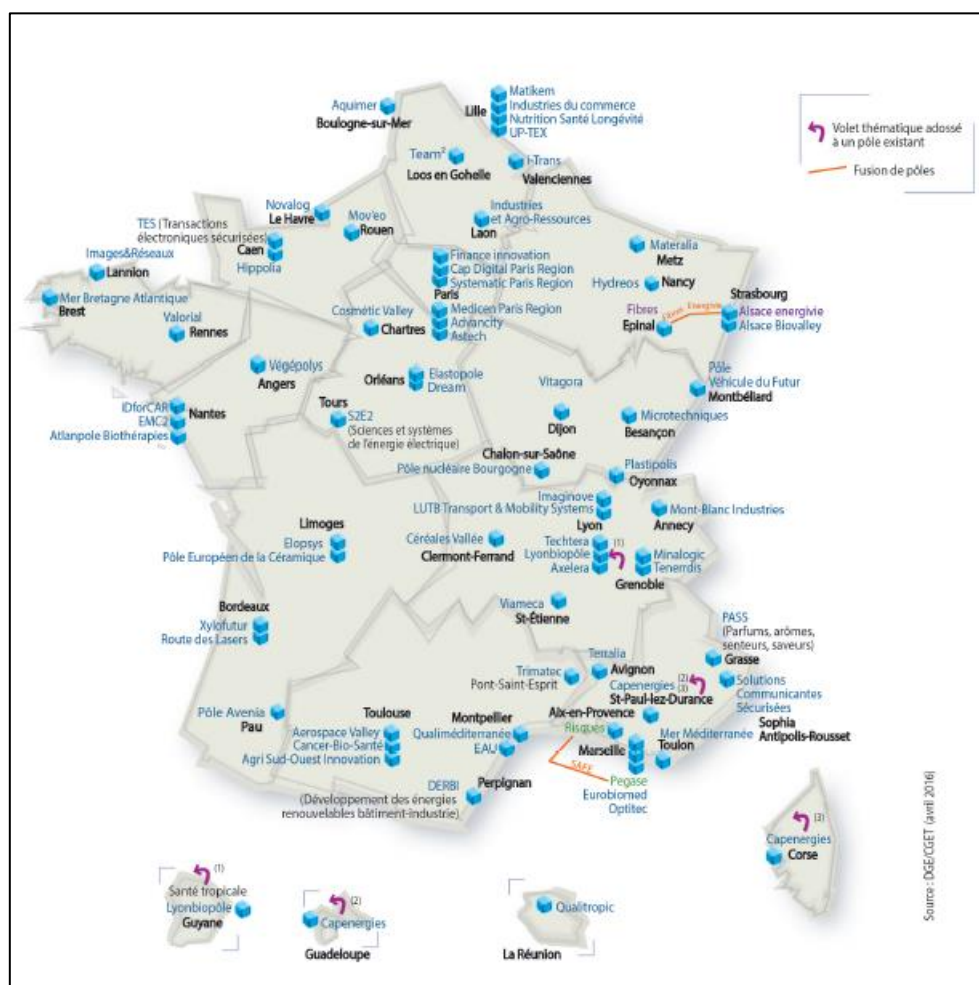 Matikem
Aquimer
Lille
Industries du commerce
Boulogne-sur-Mer
Nutrition Santé Longévité
UP-TEX
Volet thématique adossé
à un pôle existant
Fusion de pôles
Team²
Loos en Gohelle
I-Trans
Valenciennes
Novalog
Le Havre
Mov'eo
Rouen
Industries
et Agro-Ressources
Laon
TES (Transactions
électroniques sécurisées)
Caen
Hippolia
Materalia
Metz
Hydreos
Nancy
Images&Réseaux
Lannion
Mer Bretagne Atlantique
Brest
Valorial
Rennes
Finance innovation
Cap Digital Paris Region
Systematic Paris Region
Paris
Medicen Paris Region
Advancity
Astech
Cosmétic Valley
Chartres
Strasbourg
Fibres
Epinal
Fibres Energivie
Alsace energivie
Alsace Biovalley
Végépolys
Angers
Orléans
Elastopole
Dream
Vitagora
Dijon
Pôle
Véhicule du Futur
Montbéliard
iDforCAR
Nantes
EMC2
Atlanpole Biothérapies
Tours
S2E2
(Sciences et systèmes
de l'énergie électrique)
Microtechniques
Besançon
Chalon-sur-Saône
Pôle nucléaire Bourgogne
Plastipolis
Oyonnax
Imaginove
LUTB Transport & Mobility Systems
Lyon
Mont-Blanc Industries
Annecy
Limoges
Elopsys
Pôle Européen de la Céramique
Céréales Vallée
Clermont-Ferrand
Techtera
(1)
Lyonbiopôle
Axelera
Minalogic
Tenerrdis
Grenoble
Bordeaux
Xylofutur
Route des Lasers
Viameca
St-Étienne
PASS
(Parfums, arômes,
senteurs, saveurs)
Grasse
Terralia
Avignon
Trimatec
Pont-Saint-Esprit
Capenergies
(2)
(3)
St-Paul-lez-Durance
Solutions
Communicantes
Sécurisées
Sophia
Antipolis-Rousset
Pôle Avenia
Pau
Toulouse
Aerospace Valley
Cancer-Bio-Santé
Agri Sud-Ouest Innovation
Montpellier
Qualiméditerranée
EAU
Aix-en-Provence
Risques
Marseille
SAFE
Pegase
Eurobiomed
Optitec
Mer Méditerranée
Toulon
DERBI
(Développement des énergies
renouvelables bâtiment-industrie)
Perpignan
(3)
Capenergies
Corse
Source : DGE/CGET (avril 2016)
(1)
Santé tropicale
Lyonbiopôle
Guyane
(2)
Capenergies
Guadeloupe
Qualitropic
La Réunion